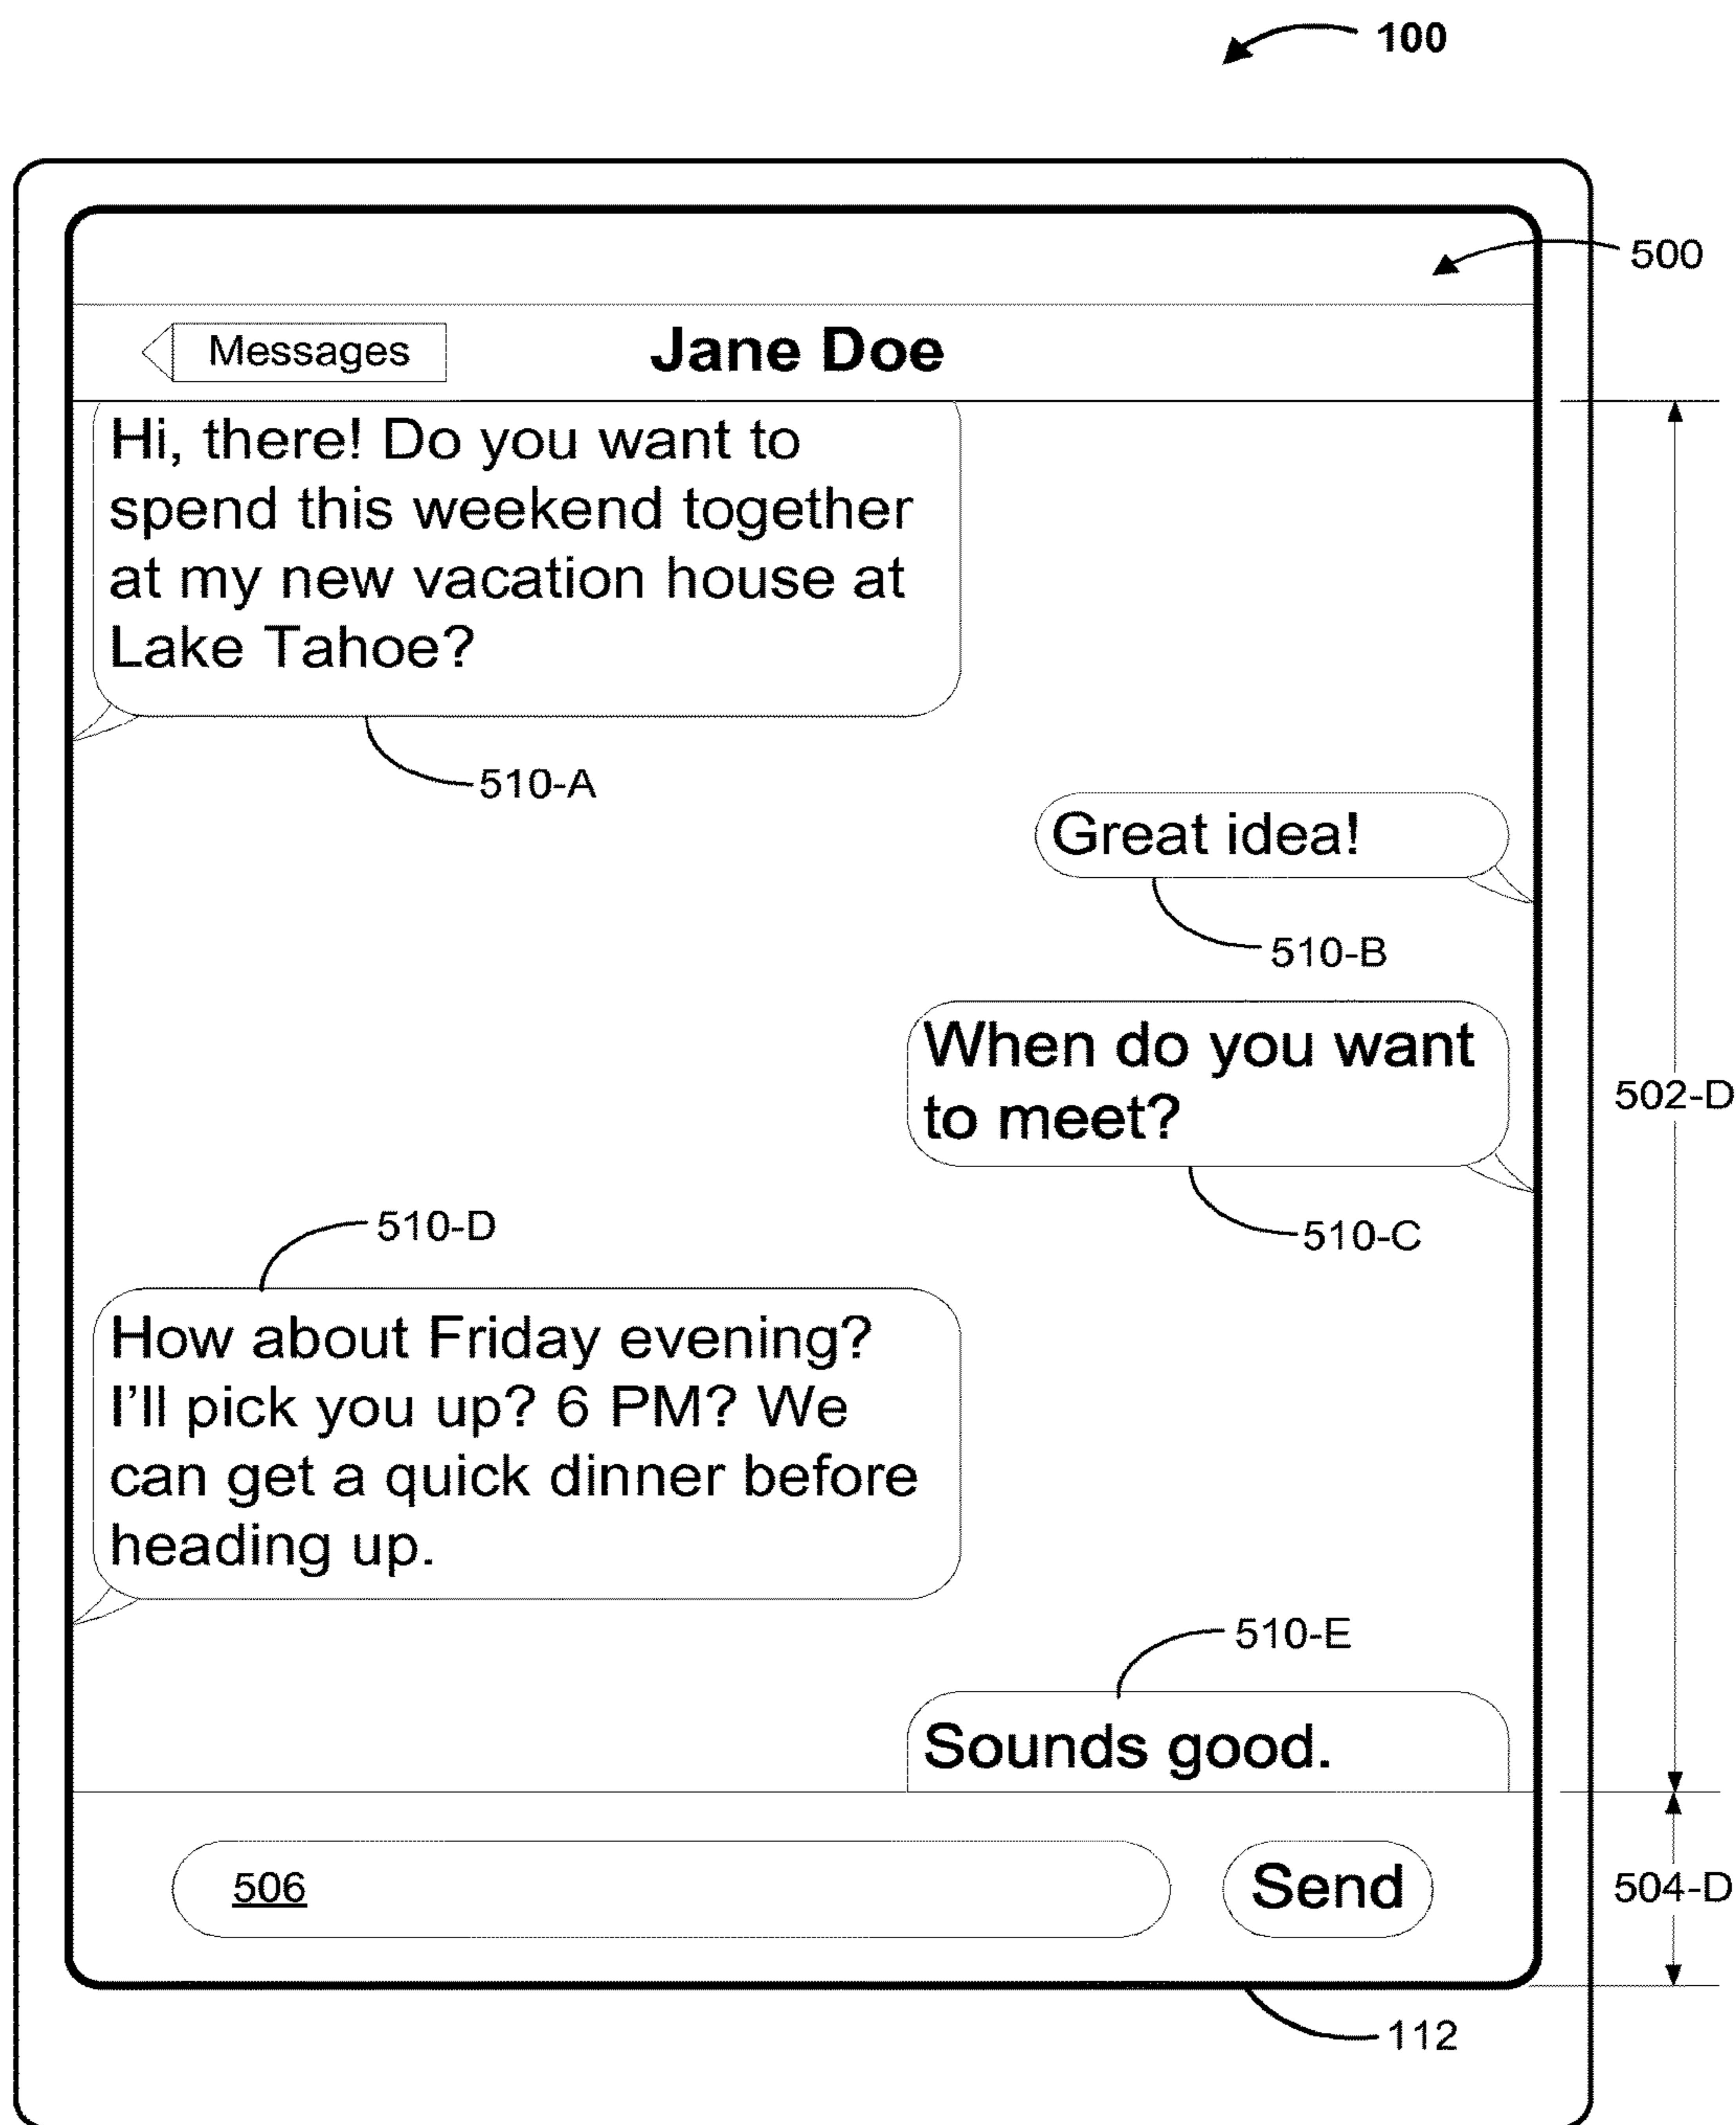 100
500
Messages
Jane Doe
Hi, there! Do you want to
spend this weekend together
at my new vacation house at
Lake Tahoe?
510-A
Great idea!
510-B
When do you want
to meet?
502-D
510-C
510-D
How about Friday evening?
I'll pick you up? 6 PM? We
can get a quick dinner before
heading up.
510-E
Sounds good.
506
Send
504-D
112